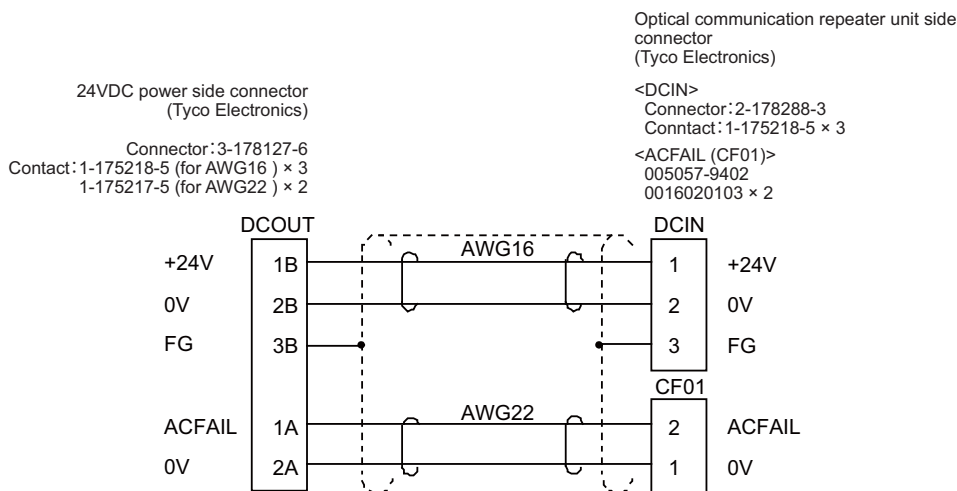 Optical communication repeater unit side
connector
(Tyco Electronics)
24VDC power side connector
(Tyco Electronics)
<DCIN>
Connector:2-178288-3
Conntact:1-175218-5 × 3
Connector:3-178127-6
Contact:1-175218-5 (for AWG16 ) × 3
1-175217-5 (for AWG22 ) × 2
<ACFAIL (CF01)>
005057-9402
0016020103 × 2
DCOUT
DCIN
AWG16
+24V 1B 1 +24V
0V 2B 2 0V
FG 3B 3 FG
CF01
AWG22
ACFAIL 1A 2 ACFAIL
0V 2A 1 0V